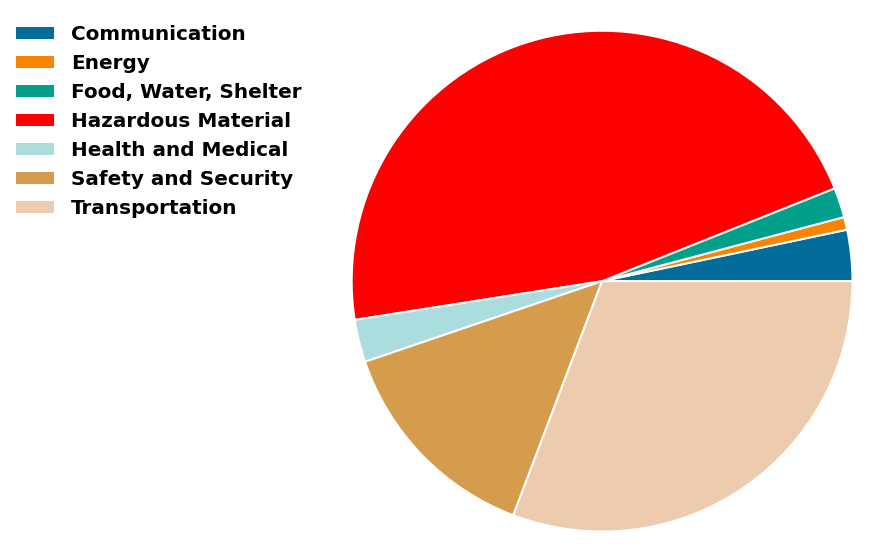 Communication
Energy
Food, Water, Shelter
Hazardous Material
Health and Medical
Safety and Security
Transportation